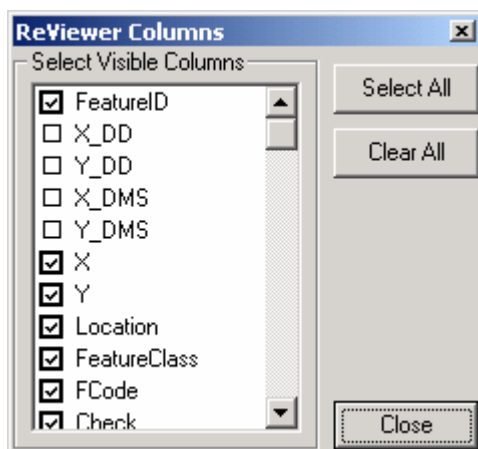 ReViewer Columns
Select Visible Columns
FeatureID
X_DD
Y_DD
X_DMS
Y_DMS
X
Y
Location
FeatureClass
FCode
Check
Select All
Clear All
Close